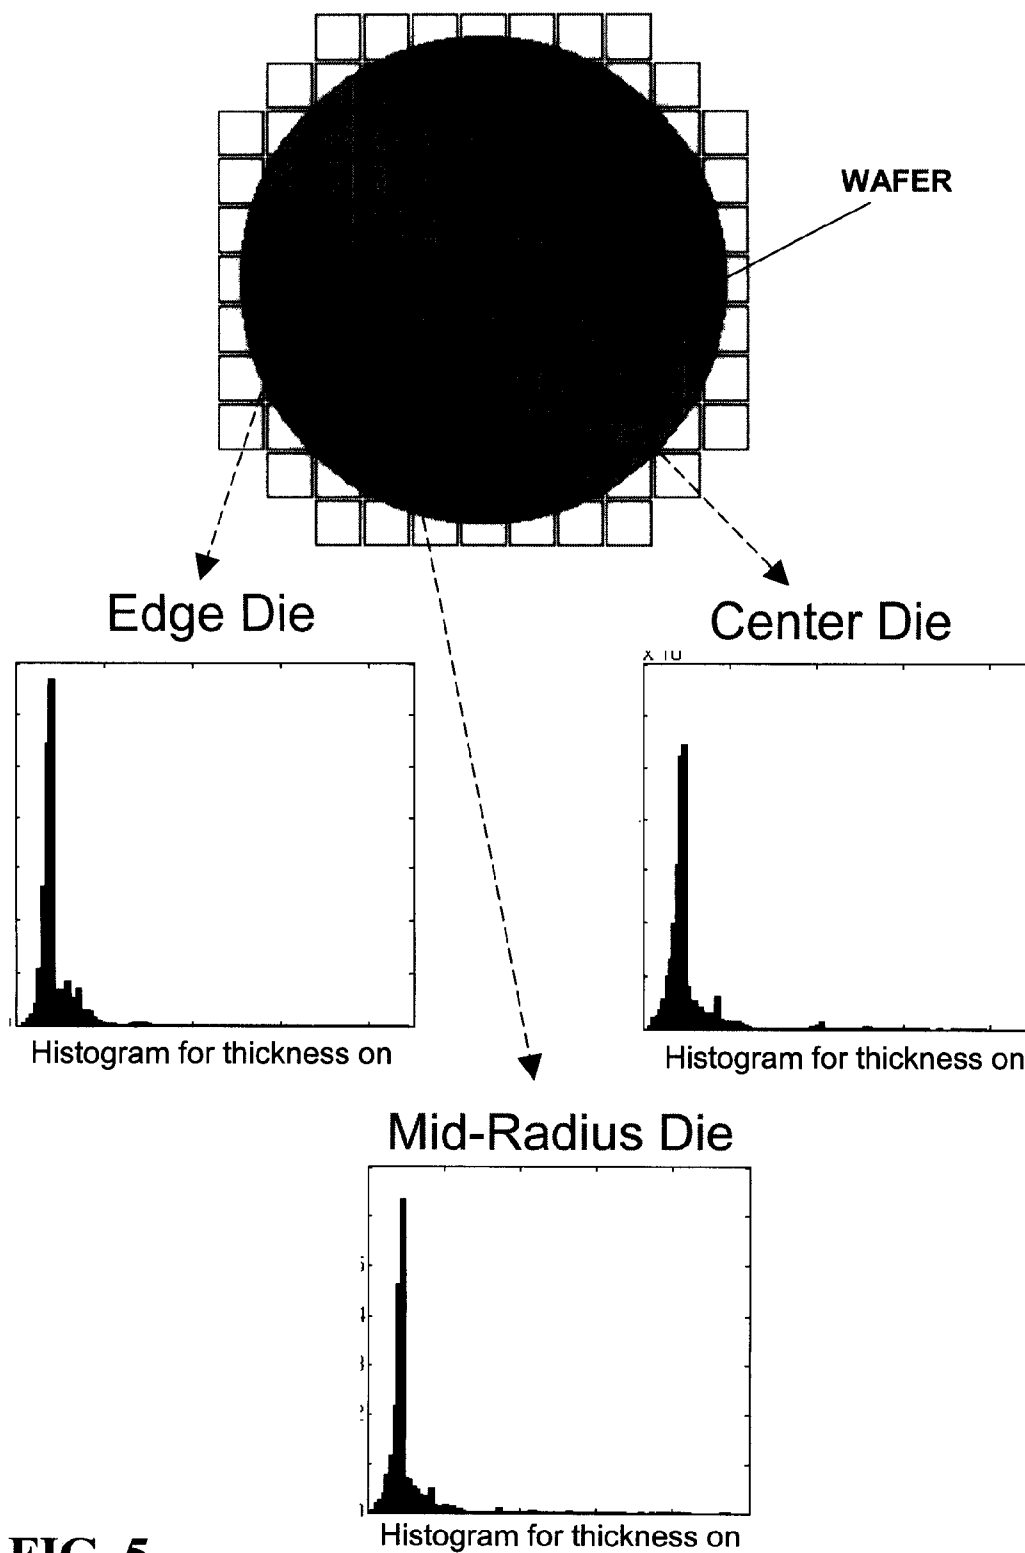 WAFER
Edge Die
Center Die
X 10
Histogram for thickness on
Histogram for thickness on
Mid-Radius Die
Histogram for thickness on
FIG. 5